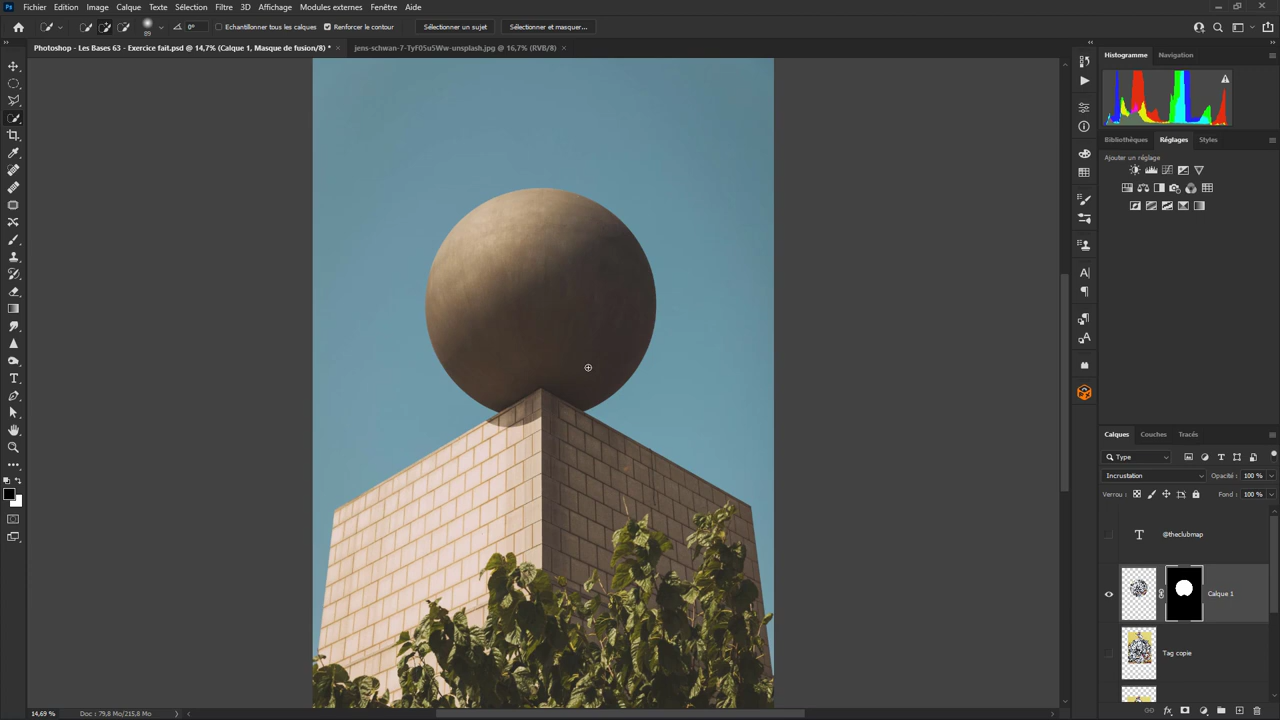 Ps Fichier Edition Image Calque Texte Sélection Filtre 3D Affichage Modules externes Fenêtre Aide
89 0° Echantillonner tous les calques Renforcer le contour Sélectionner un sujet Sélectionner et masquer...
Photoshop - Les Bases 63 - Exercice fait.psd @ 14,7% (Calque 1, Masque de fusion/8) * × jens-schwan-7-Tyf05u5Ww-unsplash.jpg @ 16,7% (RVB/8) ×
Histogramme Navigation
Bibliothèques Réglages Styles
Ajouter un réglage
Calques Couches Tracés
Type
Incrustation Opacité : 100 %
Verrou : Fond : 100 %
T @theclubmap
Calque 1
Tag copie
14,69 % Doc : 79,8 Mo/215,8 Mo